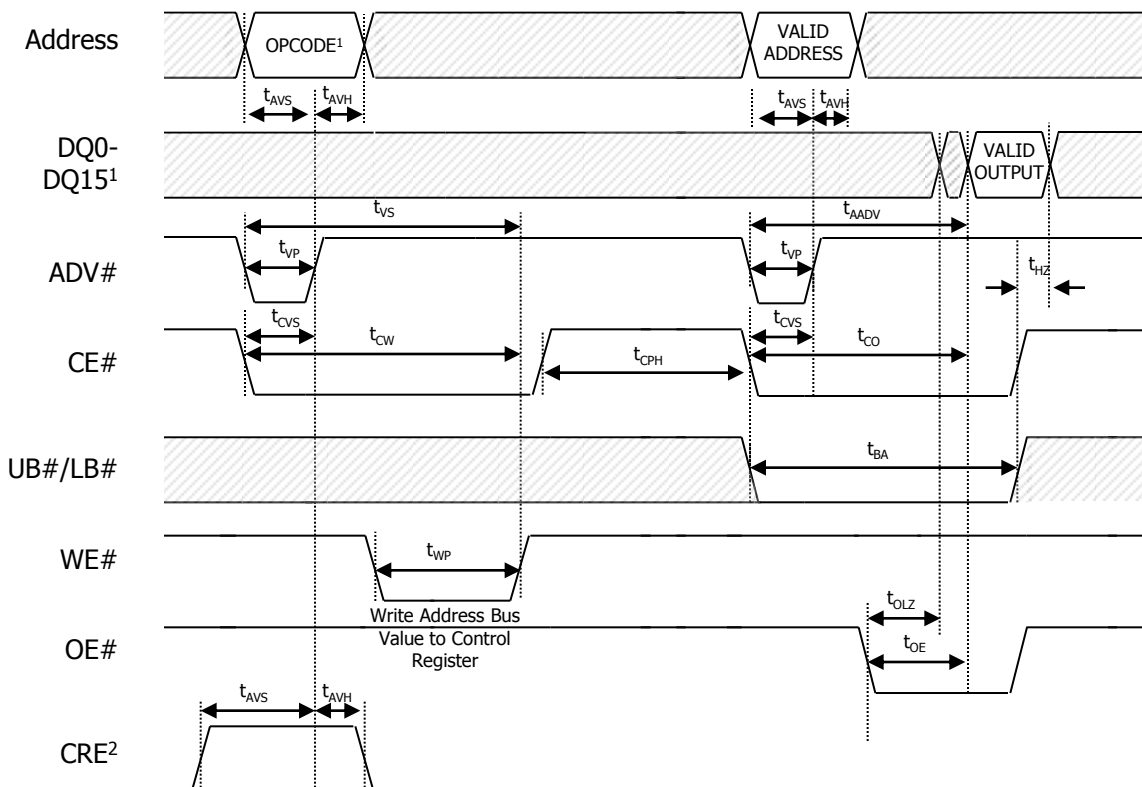 Address
OPCODE¹
VALID
ADDRESS
tAVS
tAVH
tAVS
tAVH
DQ0-
DQ15¹
VALID
OUTPUT
tVS
tAADV
ADV#
tVP
tVP
tHZ
CE#
tCVS
tCW
tCPH
tCVS
tCO
UB#/LB#
tBA
WE#
tWP
Write Address Bus
Value to Control
Register
OE#
tOLZ
tOE
tAVS
tAVH
CRE²